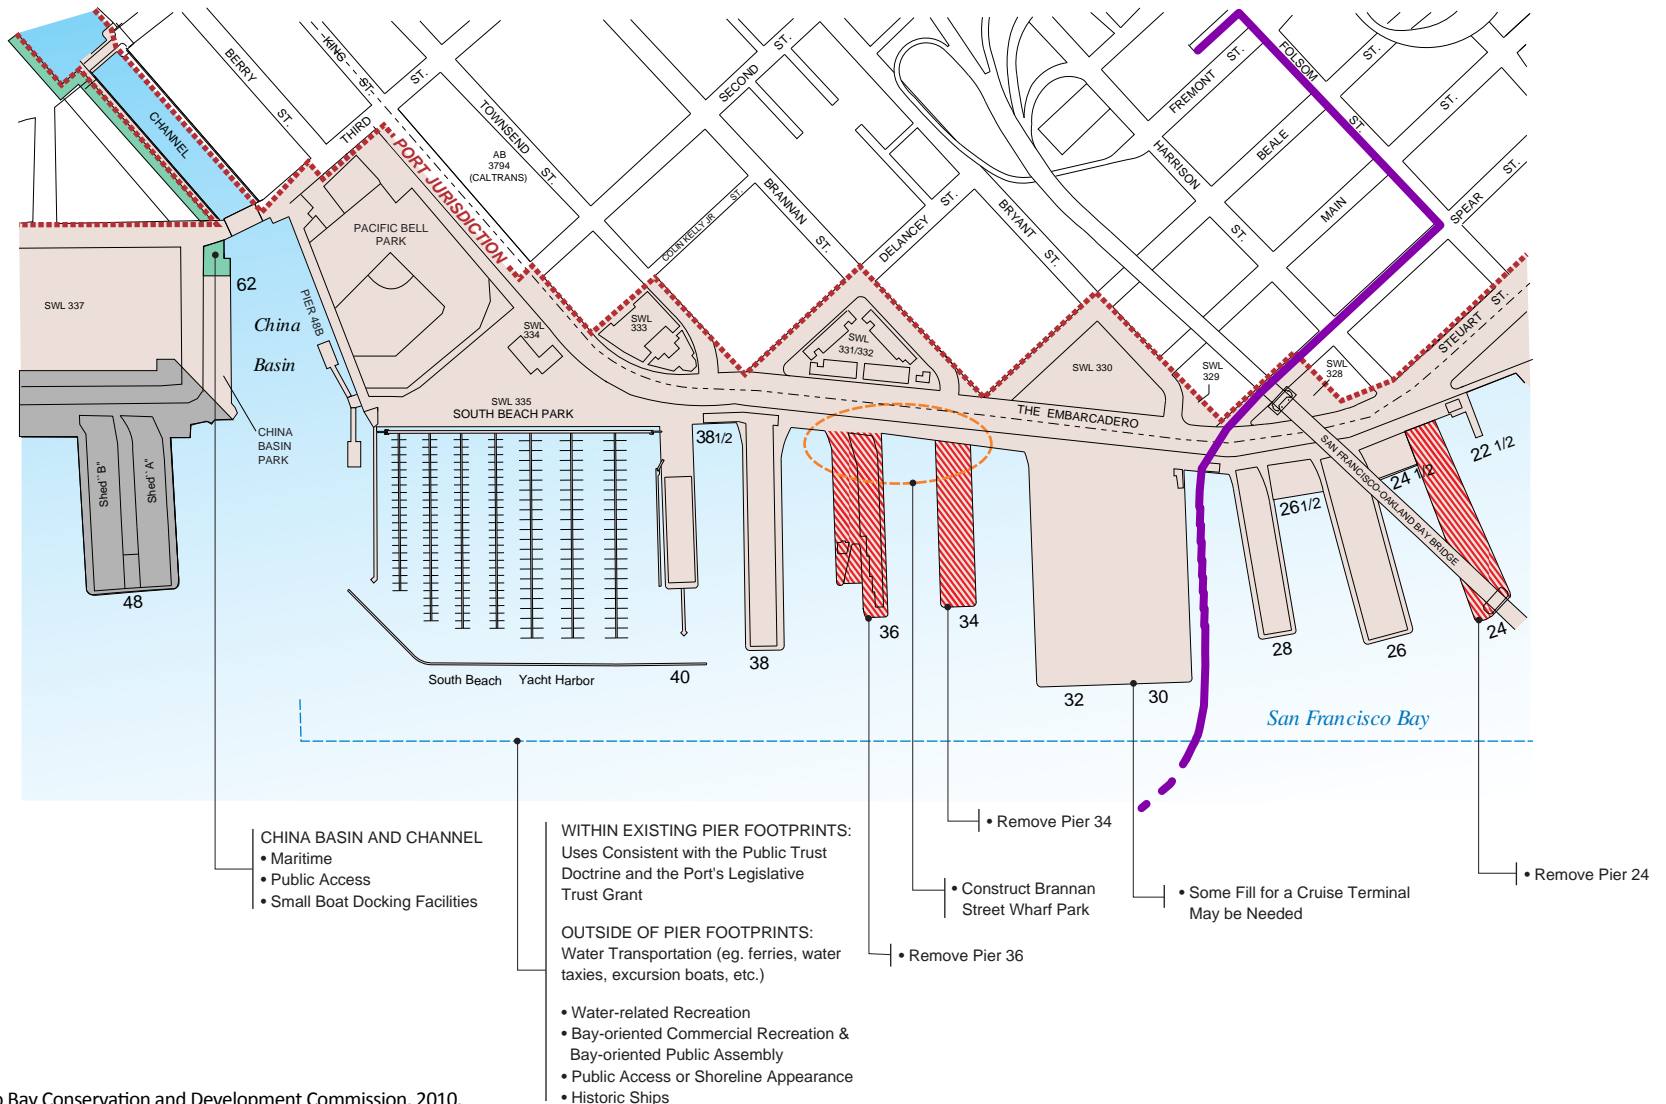 BERRY
ST.
KING
ST.
ST.
THIRD
TOWNSEND
ST.
AB
3794
(CALTRANS)
SECOND
ST.
CHANNEL
PORT JURISDICTION
PACIFIC BELL
PARK
COLIN KELLY JR
ST.
BRANNAN
ST.
DELANCEY
ST.
BRYANT
ST.
HARRISON
ST.
FREMONT
ST.
FOLSOM
ST.
ST.
BEALE
ST.
MAIN
SPEAR
ST.
STEUART
ST.
SWL 337
62
China
Basin
PIER 48B
CHINA
BASIN
PARK
SWL
334
SWL
333
SWL
331/332
SWL 330
SWL
329
SWL
328
SWL 335
SOUTH BEACH PARK
THE EMBARCADERO
SAN FRANCISCO-OAKLAND BAY BRIDGE
Shed "B"
Shed "A"
48
38 1/2
36
34
26 1/2
24 1/2
22 1/2
28
26
24
38
40
32
30
South Beach Yacht Harbor
San Francisco Bay
CHINA BASIN AND CHANNEL
• Maritime
• Public Access
• Small Boat Docking Facilities
WITHIN EXISTING PIER FOOTPRINTS:
Uses Consistent with the Public Trust
Doctrine and the Port's Legislative
Trust Grant
OUTSIDE OF PIER FOOTPRINTS:
Water Transportation (eg. ferries, water
taxies, excursion boats, etc.)
• Water-related Recreation
• Bay-oriented Commercial Recreation &
Bay-oriented Public Assembly
• Public Access or Shoreline Appearance
• Historic Ships
• Remove Pier 36
• Construct Brannan
Street Wharf Park
• Remove Pier 34
• Some Fill for a Cruise Terminal
May be Needed
• Remove Pier 24
Bay Conservation and Development Commission, 2010.